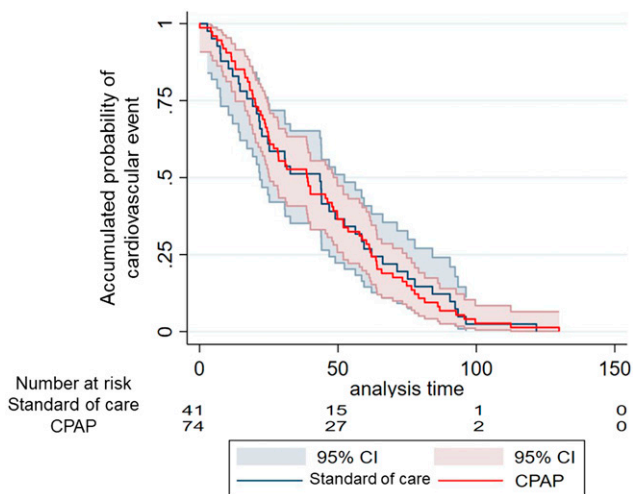 Accumulated probability of
cardiovascular event
1
.75
.5
.25
0
0 50 100 150
analysis time
Number at risk
Standard of care 41 15 1 0
CPAP 74 27 2 0
95% CI 95% CI
Standard of care CPAP